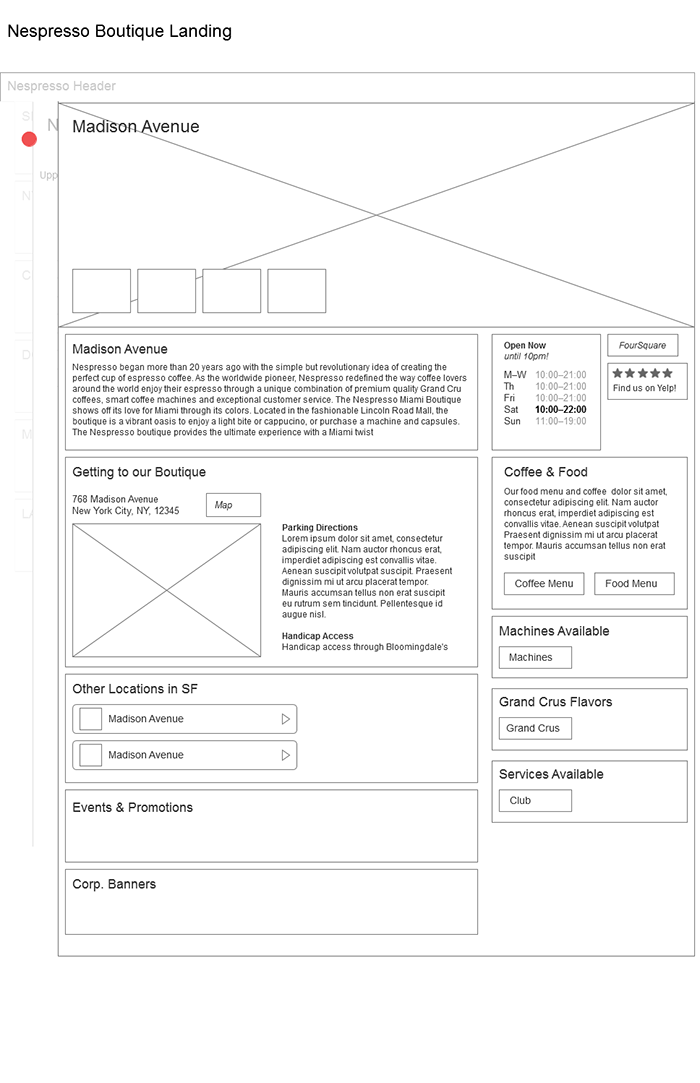 Nespresso Boutique Landing
Nespresso Header
Madison Avenue
Upp
Madison Avenue
Nespresso began more than 20 years ago with the simple but revolutionary idea of creating the
perfect cup of espresso coffee. As the worldwide pioneer, Nespresso redefined the way coffee lovers
around the world enjoy their espresso through a unique combination of premium quality Grand Cru
coffees, smart coffee machines and exceptional customer service. The Nespresso Miami Boutique
shows off its love for Miami through its colors. Located in the fashionable Lincoln Road Mall, the
boutique is a vibrant oasis to enjoy a light bite or cappucino, or purchase a machine and capsules.
The Nespresso boutique provides the ultimate experience with a Miami twist
Open Now
until 10pm!
M–W 10:00–21:00
Th 10:00–21:00
Fri 10:00–21:00
Sat 10:00–22:00
Sun 11:00–19:00
FourSquare
Find us on Yelp!
Getting to our Boutique
768 Madison Avenue
New York City, NY, 12345
Map
Parking Directions
Lorem ipsum dolor sit amet, consectetur
adipiscing elit. Nam auctor rhoncus erat,
imperdiet adipiscing est convallis vitae.
Aenean suscipit volutpat suscipit. Praesent
dignissim mi ut arcu placerat tempor.
Mauris accumsan tellus non erat suscipit
eu rutrum sem tincidunt. Pellentesque id
augue nisl.
Handicap Access
Handicap access through Bloomingdale's
Coffee & Food
Our food menu and coffee dolor sit amet,
consectetur adipiscing elit. Nam auctor
rhoncus erat, imperdiet adipiscing est
convallis vitae. Aenean suscipit volutpat
Praesent dignissim mi ut arcu placerat
tempor. Mauris accumsan tellus non erat
suscipit
Coffee Menu
Food Menu
Machines Available
Machines
Grand Crus Flavors
Grand Crus
Services Available
Club
Other Locations in SF
Madison Avenue
Madison Avenue
Events & Promotions
Corp. Banners